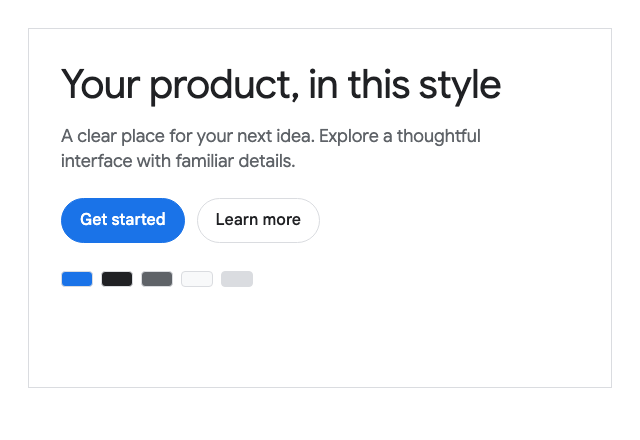 Your product, in this style
A clear place for your next idea. Explore a thoughtful
interface with familiar details.
Get started
Learn more